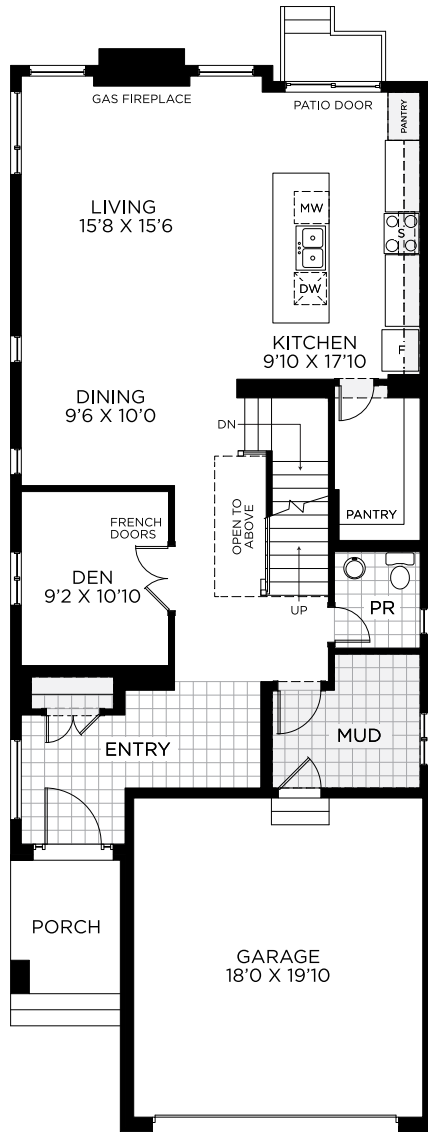 GAS FIREPLACE
PATIO DOOR
PANTRY
LIVING
15'8 X 15'6
MW
S
DW
KITCHEN
9'10 X 17'10
F
DINING
9'6 X 10'0
DN
OPEN TO
ABOVE
PANTRY
FRENCH
DOORS
DEN
9'2 X 10'10
UP
PR
ENTRY
MUD
PORCH
GARAGE
18'0 X 19'10